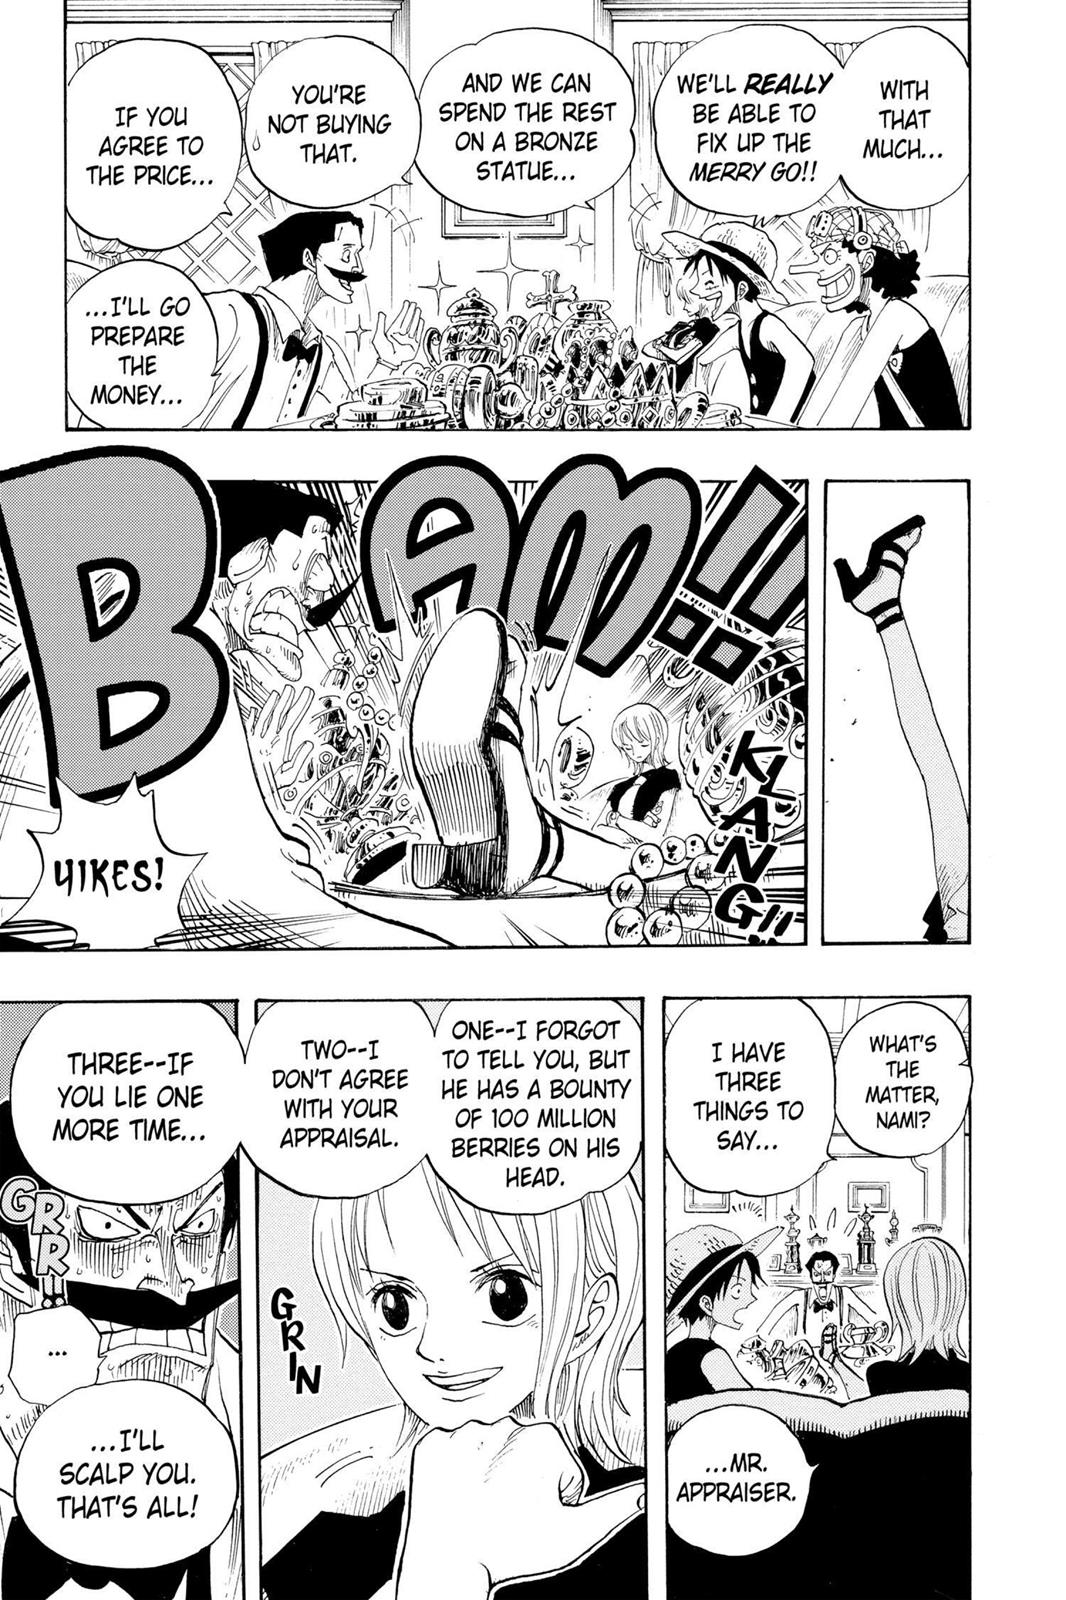 WITH
THAT
MUCH...
WE'LL REALLY
BE ABLE TO
FIX UP THE
MERRY GO!!
AND WE CAN
SPEND THE REST
ON A BRONZE
STATUE...
YOU'RE
NOT BUYING
THAT.
IF YOU
AGREE TO
THE PRICE...
...I'LL GO
PREPARE
THE
MONEY...
BAM!!
KLANG!!
YIKES!
WHAT'S
THE
MATTER,
NAMI?
I HAVE
THREE
THINGS TO
SAY...
...MR.
APPRAISER.
ONE--I FORGOT
TO TELL YOU, BUT
HE HAS A BOUNTY
OF 100 MILLION
BERRIES ON HIS
HEAD.
TWO--I
DON'T AGREE
WITH YOUR
APPRAISAL.
GRIN
THREE--IF
YOU LIE ONE
MORE TIME...
GRRR!!
...
...I'LL
SCALP YOU.
THAT'S ALL!